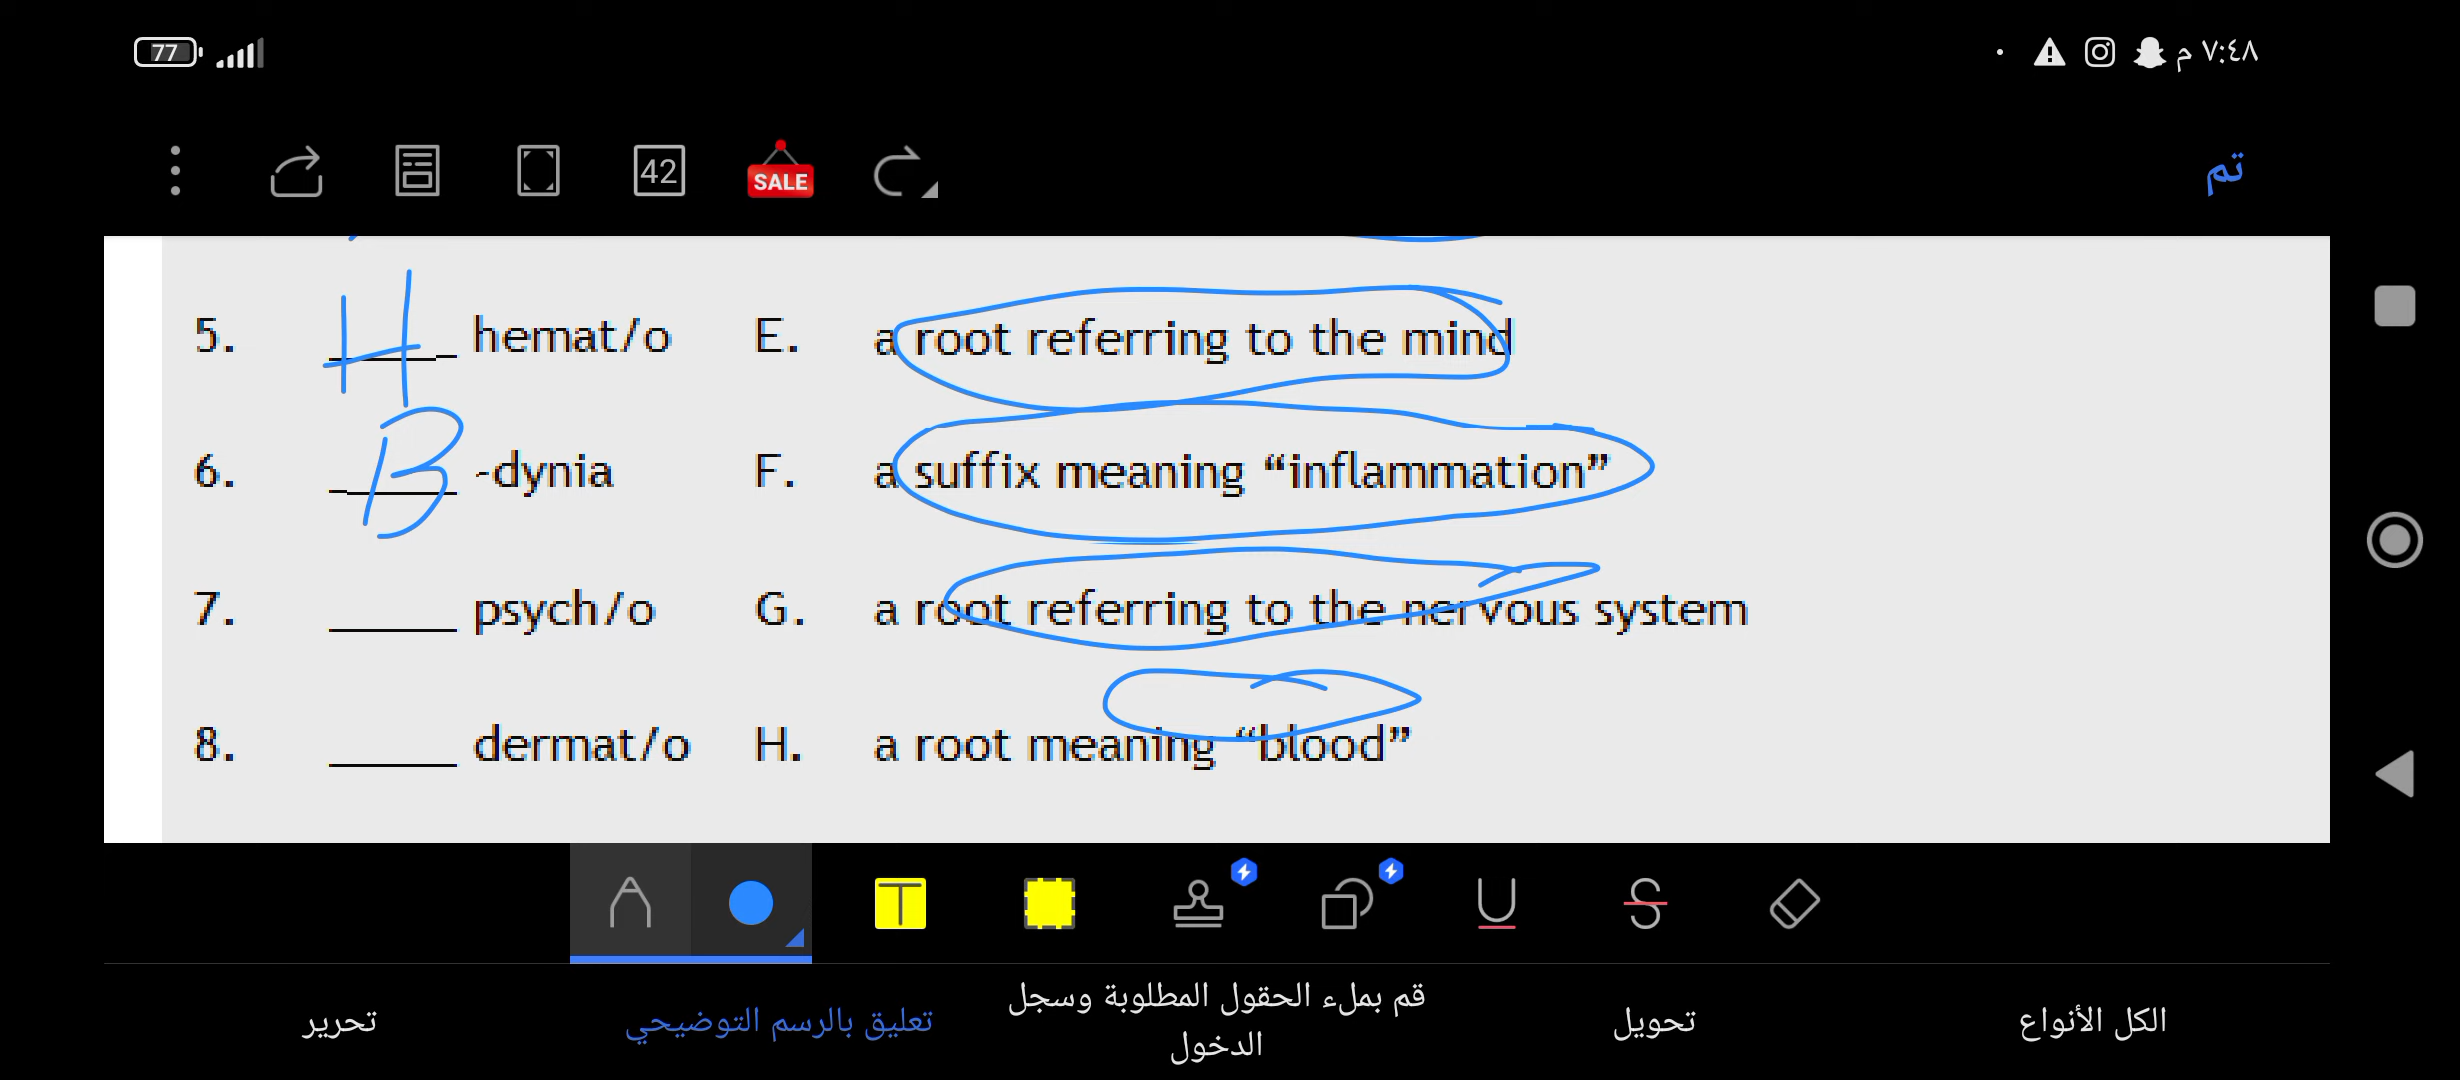 77
م ٧:٤٨
42
SALE
تم
5. H hemat/o E. a root referring to the mind
6. B -dynia F. a suffix meaning “inflammation”
7. _____ psych/o G. a root referring to the nervous system
8. _____ dermat/o H. a root meaning “blood”
T
U
S
الكل الأنواع
تحويل
قم بملء الحقول المطلوبة وسجل
الدخول
تعليق بالرسم التوضيحي
تحرير